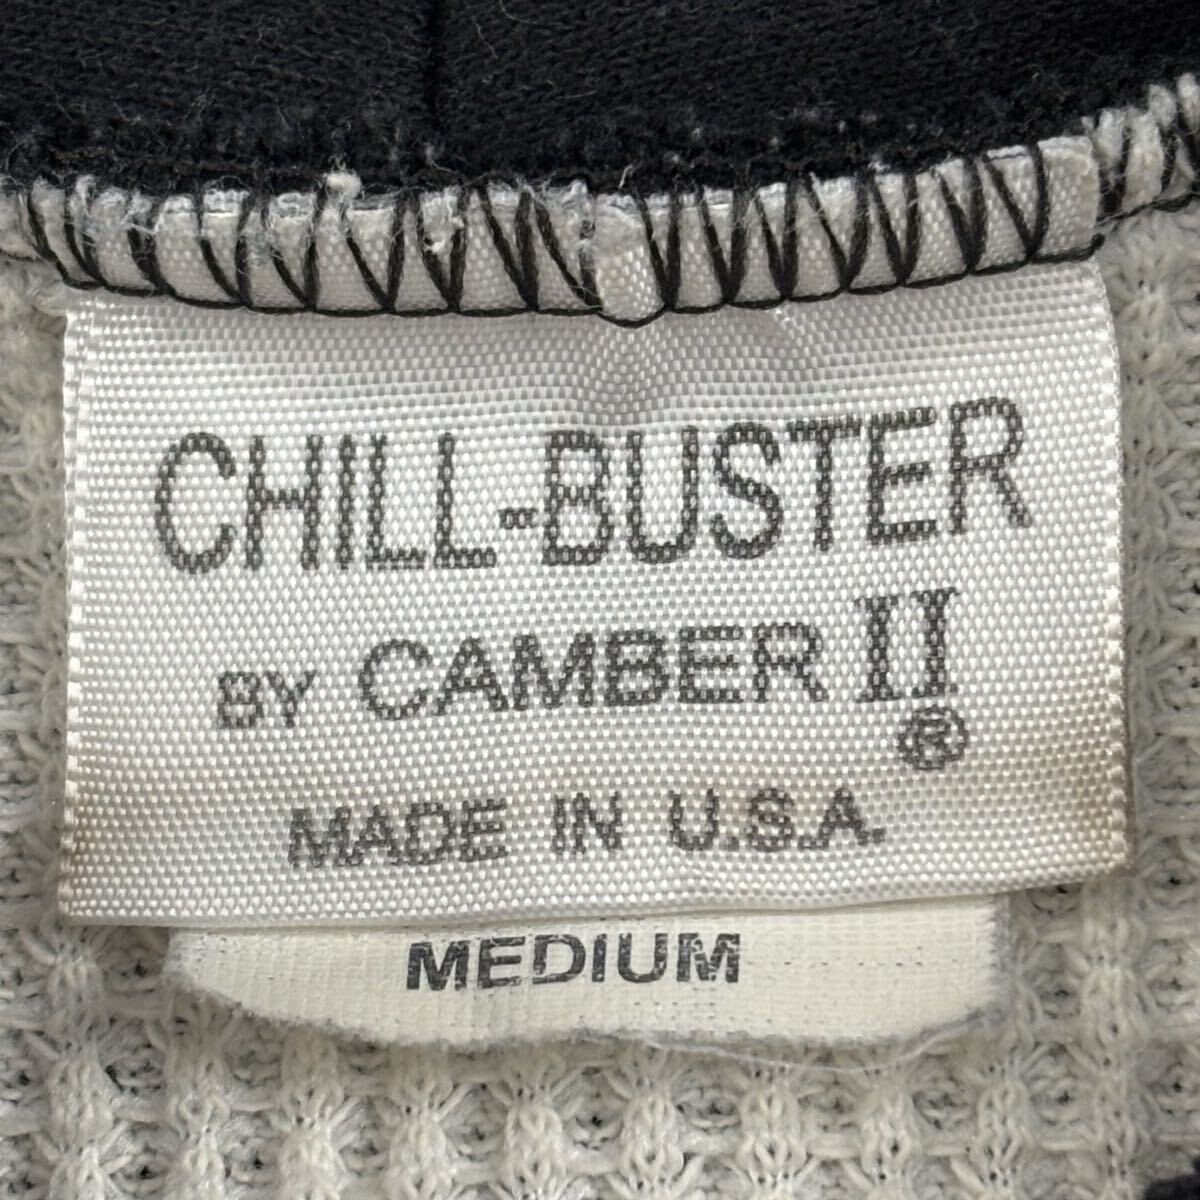 CHILL-BUSTER
BY CAMBER II
®
MADE IN U.S.A.
MEDIUM